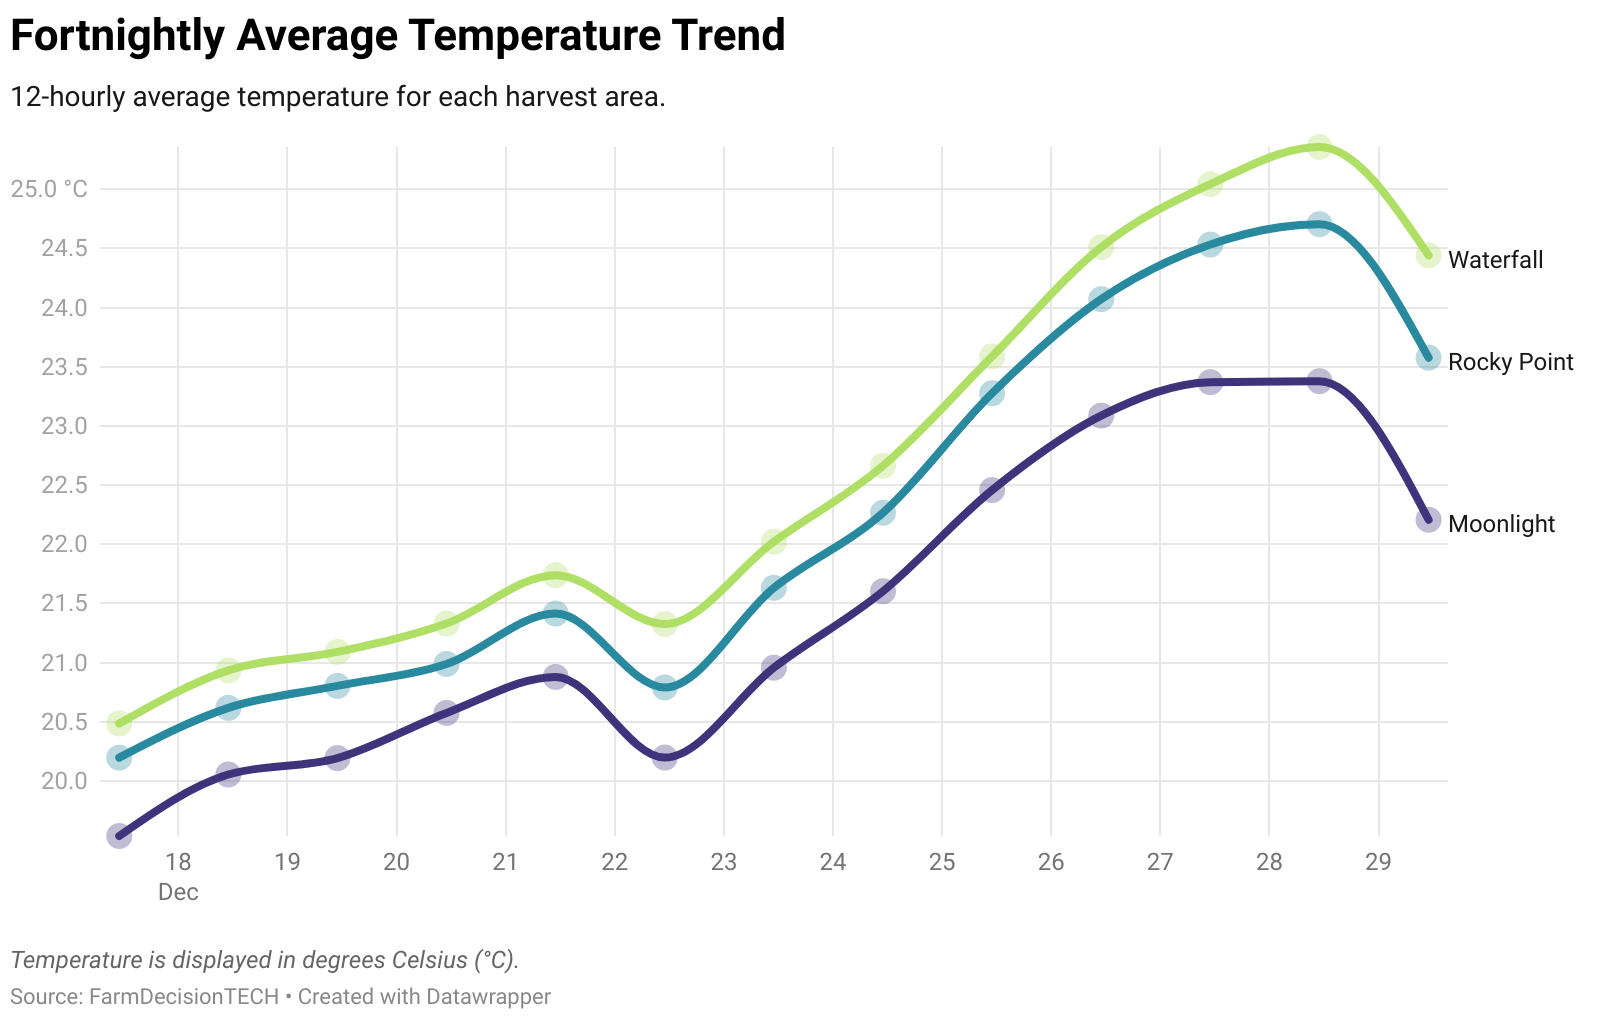 Fortnightly Average Temperature Trend
12-hourly average temperature for each harvest area.
25.0 °C
24.5
24.0
23.5
23.0
22.5
22.0
21.5
21.0
20.5
20.0
Waterfall
Rocky Point
Moonlight
18 19 20 21 22 23 24 25 26 27 28 29
Dec
Temperature is displayed in degrees Celsius (°C).
Source: FarmDecisionTECH • Created with Datawrapper